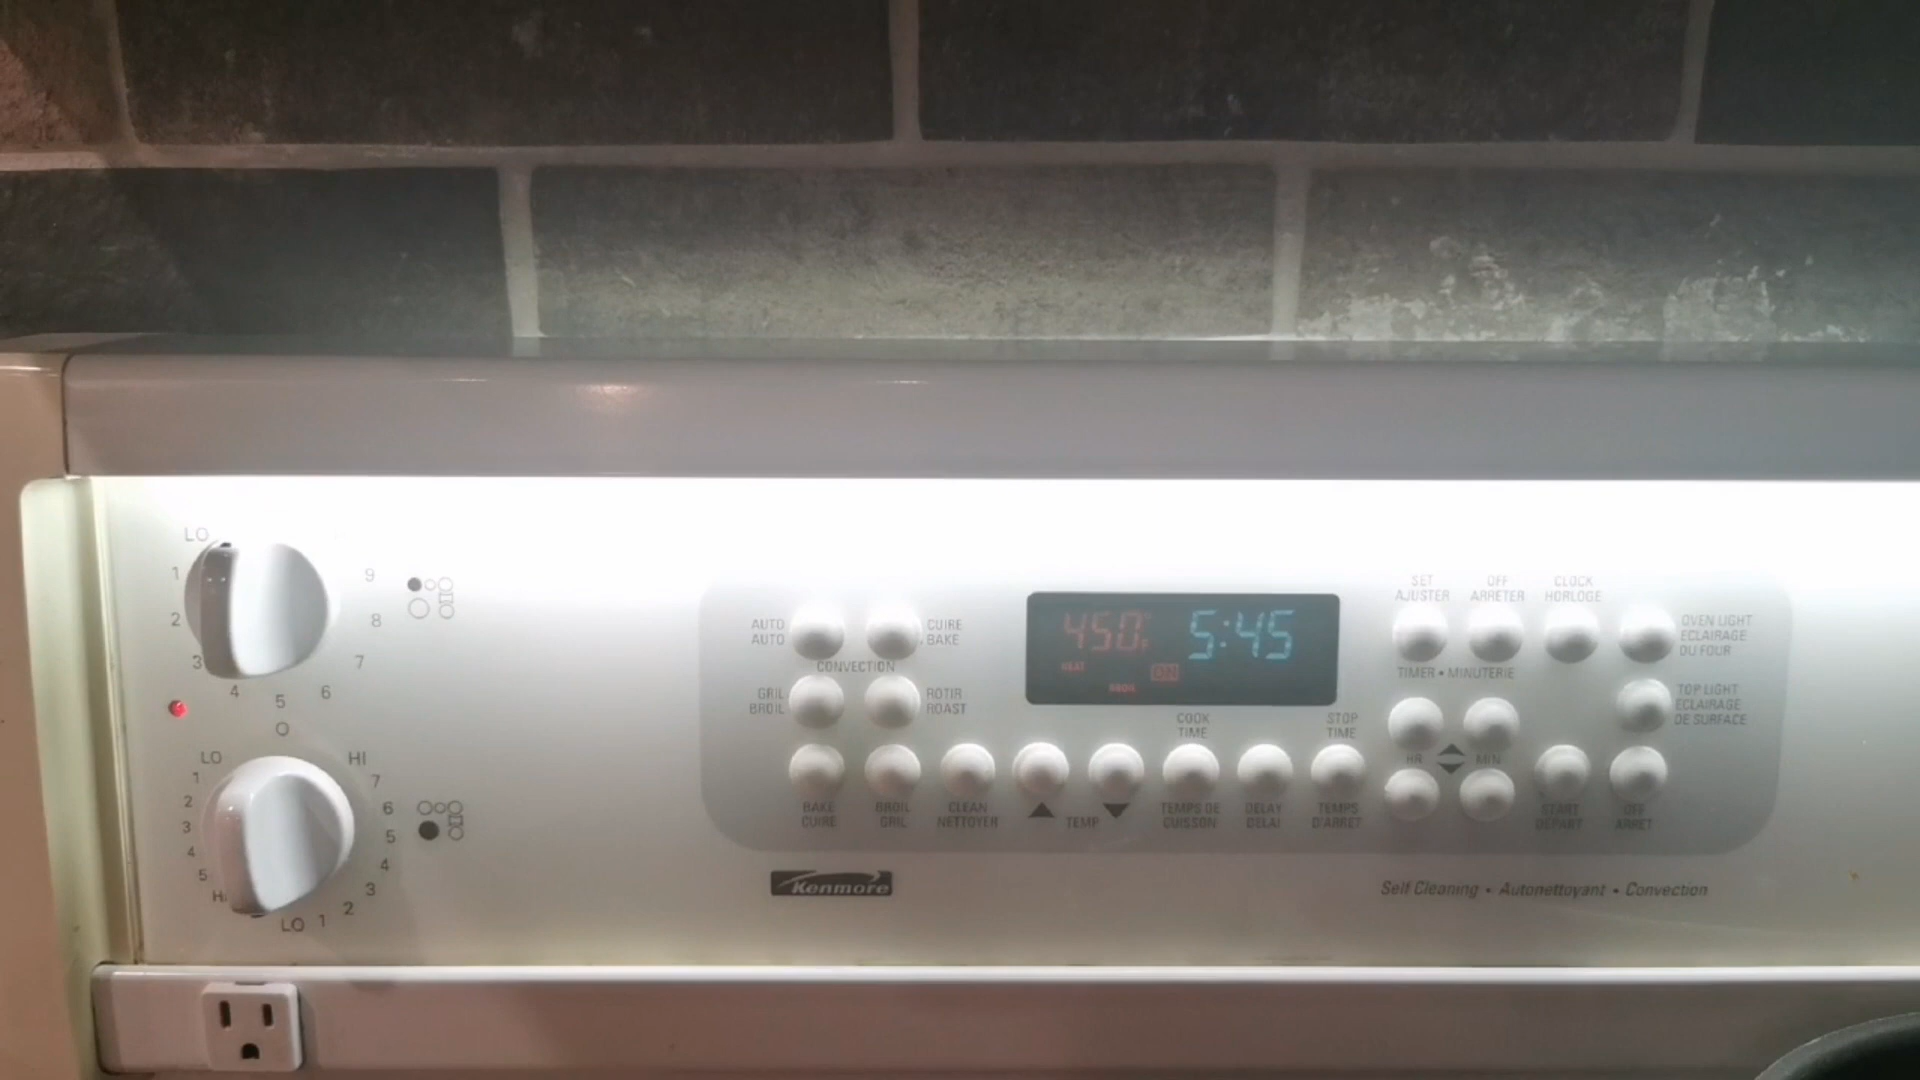 LO
1
2
3
4
5
6
7
8
9
LO
1
2
3
4
5
HI
7
6
5
4
3
2
1
LO
AUTO
AUTO
CUIRE
BAKE
CONVECTION
GRIL
BROIL
ROTIR
ROAST
450°F
5:45
HEAT
ON
BROIL
SET
AJUSTER
OFF
ARRETER
CLOCK
HORLOGE
OVEN LIGHT
ECLAIRAGE
DU FOUR
TIMER • MINUTERIE
TOP LIGHT
ECLAIRAGE
DE SURFACE
COOK
TIME
STOP
TIME
HR
MIN
BAKE
CUIRE
BROIL
GRIL
CLEAN
NETTOYER
TEMP
TEMPS DE
CUISSON
DELAY
DELAI
TEMPS
D'ARRET
START
DEPART
OFF
ARRET
Kenmore
Self Cleaning • Autonettoyant • Convection